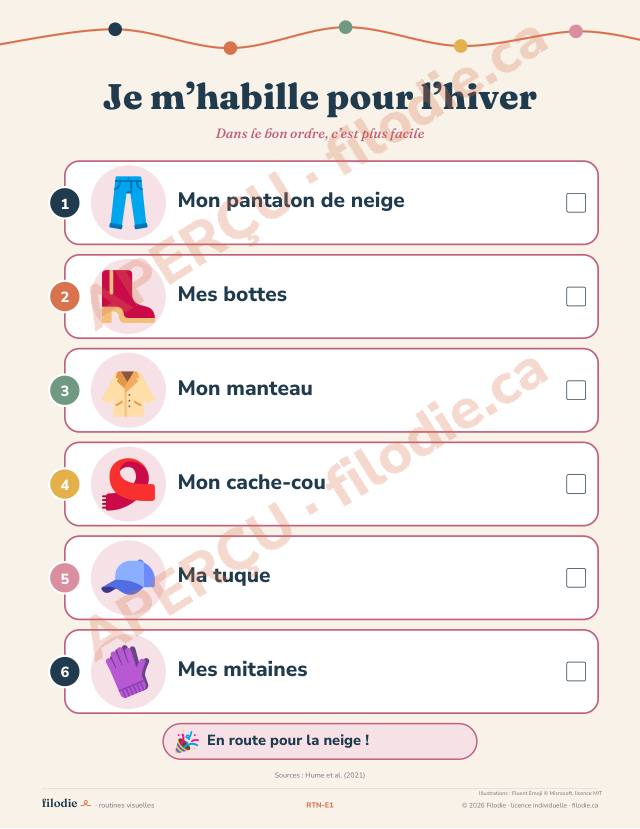 Je m’habille pour l’hiver
Dans le bon ordre, c’est plus facile
1 Mon pantalon de neige
2 Mes bottes
3 Mon manteau
4 Mon cache-cou
5 Ma tuque
6 Mes mitaines
En route pour la neige !
Sources : Hume et al. (2021)
Illustrations : Fluent Emoji © Microsoft, licence MIT
filodie · routines visuelles RTN-E1 © 2026 Filodie · licence individuelle · filodie.ca
APERÇU · filodie.ca
APERÇU · filodie.ca